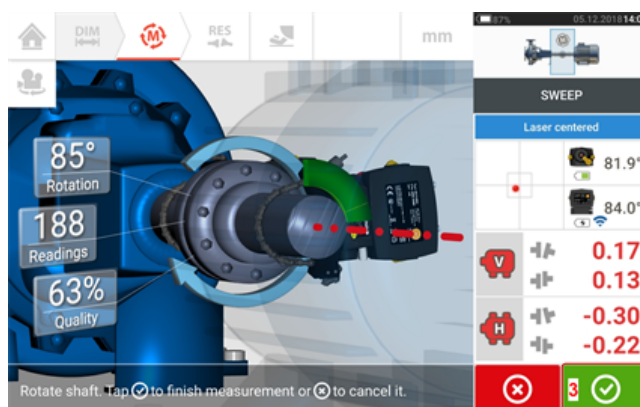 DIM
M
RES
mm
87%
05.12.2018 14:0
SWEEP
Laser centered
81.9°
84.0°
85°
Rotation
188
Readings
63%
Quality
V
0.17
0.13
H
-0.30
-0.22
Rotate shaft. Tap to finish measurement or to cancel it.
3